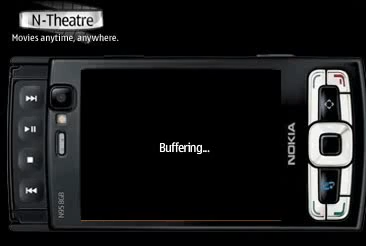 N-Theatre
Movies anytime, anywhere.
Buffering...
NOKIA
N95 8GB